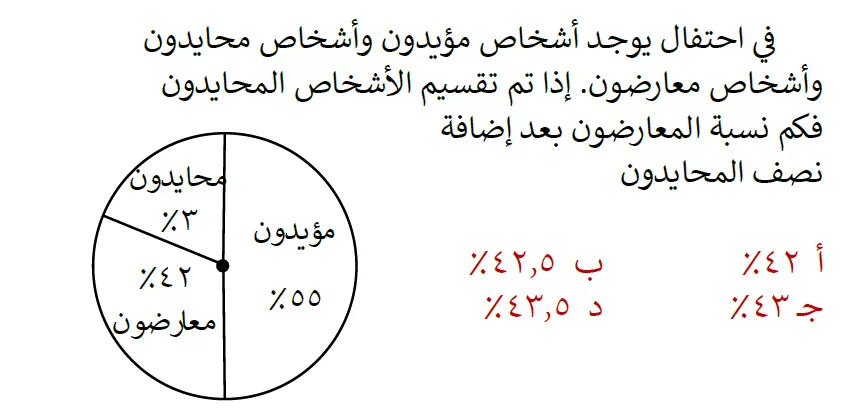 في احتفال يوجد أشخاص مؤيدون وأشخاص محايدون
وأشخاص معارضون. إذا تم تقسيم الأشخاص المحايدون
فكم نسبة المعارضون بعد إضافة
نصف المحايدون
محايدون
٣٪
مؤيدون
٥٥٪
٤٢٪
معارضون
أ ٤٢٪ ب ٤٢,٥٪
جـ ٤٣٪ د ٤٣,٥٪